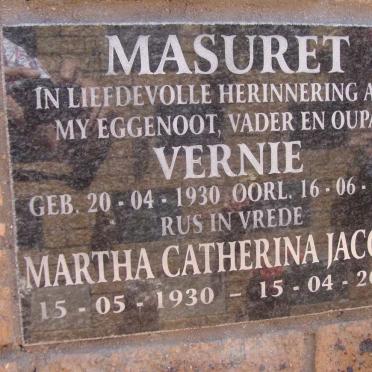 MASURET
IN LIEFDEVOLLE HERINNERING A
MY EGGENOOT, VADER EN OUPA
VERNIE
GEB. 20 - 04 - 1930 OORL. 16 - 06 -
RUS IN VREDE
MARTHA CATHERINA JACO
15 - 05 - 1930 - 15 - 04 - 20